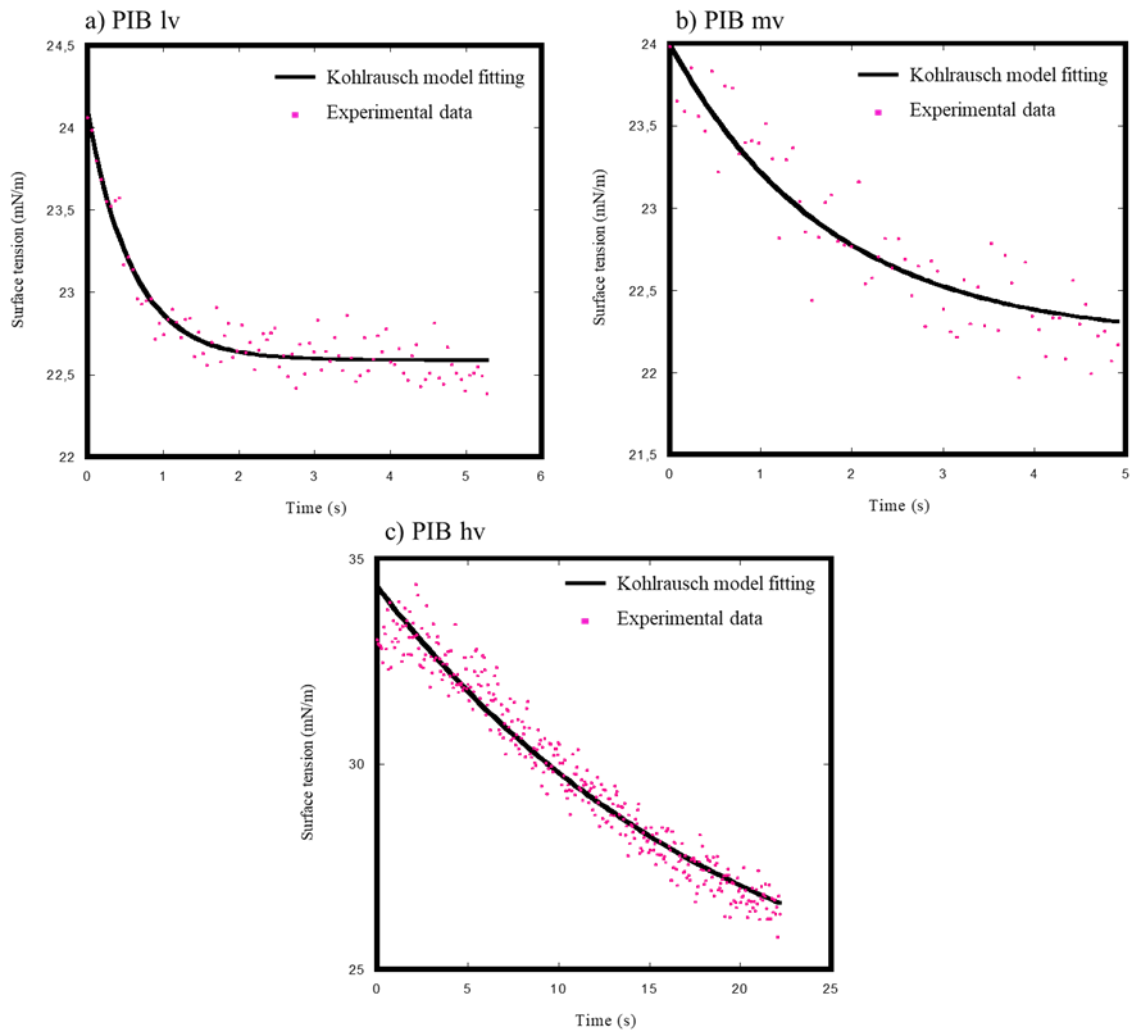 a) PIB lv
24,5
24
23,5
23
22,5
22
0 1 2 3 4 5 6
Surface tension (mN/m)
Time (s)
Kohlrausch model fitting
Experimental data
b) PIB mv
24
23,5
23
22,5
22
21,5
0 1 2 3 4 5
Surface tension (mN/m)
Time (s)
Kohlrausch model fitting
Experimental data
c) PIB hv
35
30
25
0 5 10 15 20 25
Surface tension (mN/m)
Time (s)
Kohlrausch model fitting
Experimental data